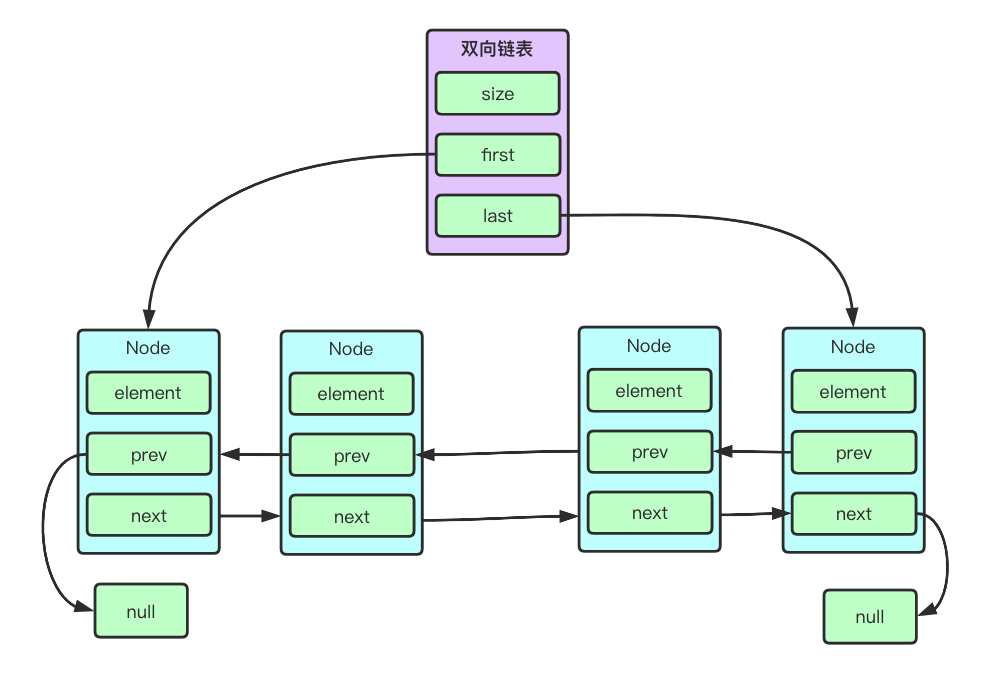 双向链表
size
first
last
Node
element
prev
next
Node
element
prev
next
Node
element
prev
next
Node
element
prev
next
null
null